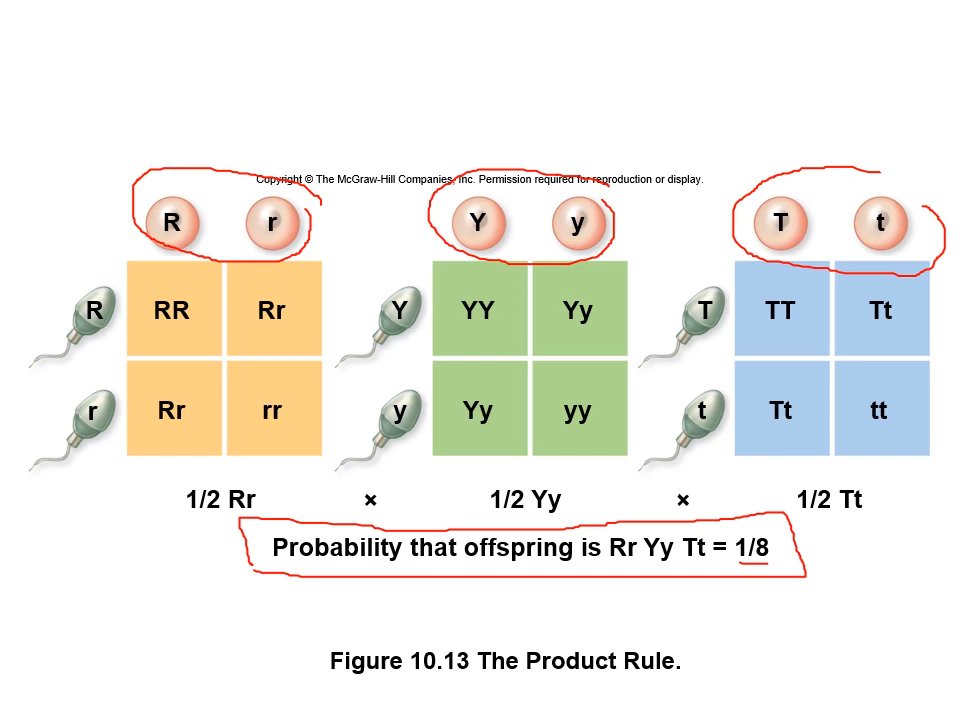 Copyright © The McGraw-Hill Companies, Inc. Permission required for reproduction or display.
R r Y y T t
R RR Rr Y YY Yy T TT Tt
r Rr rr y Yy yy t Tt tt
1/2 Rr × 1/2 Yy × 1/2 Tt
Probability that offspring is Rr Yy Tt = 1/8
Figure 10.13 The Product Rule.